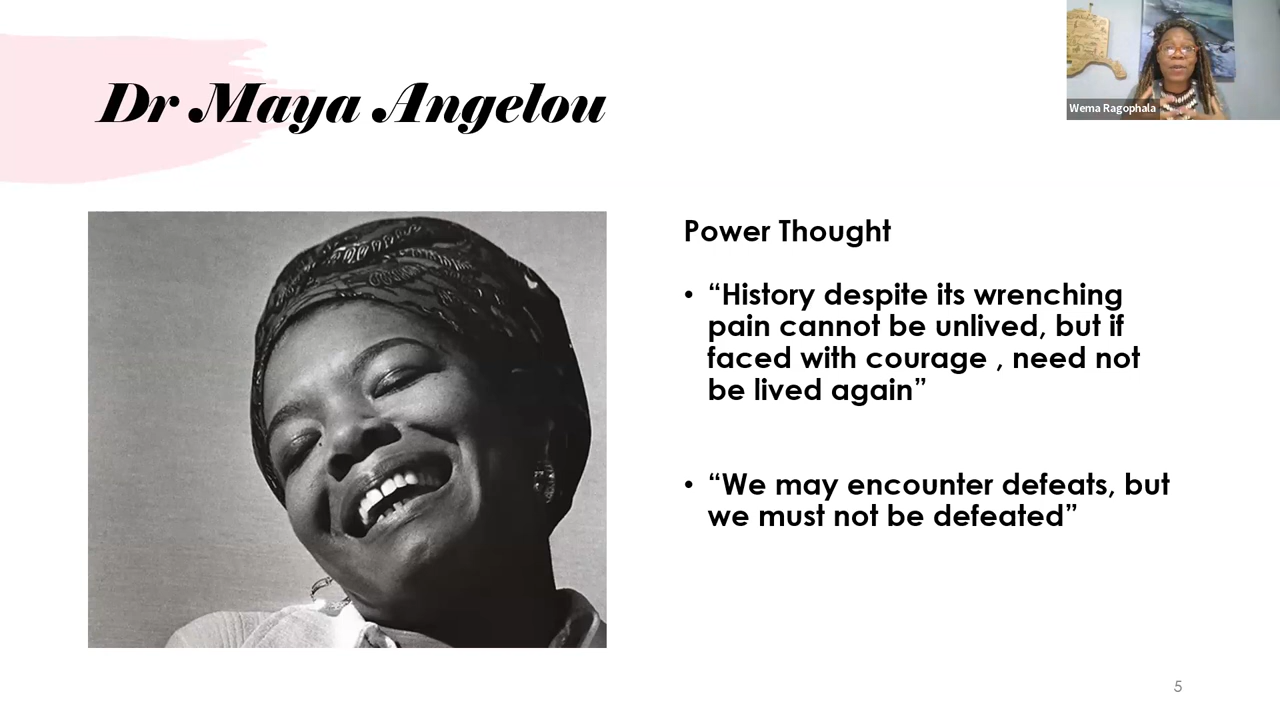 Dr Maya Angelou
Wema Ragophala
Power Thought
• “History despite its wrenching
pain cannot be unlived, but if
faced with courage , need not
be lived again”
• “We may encounter defeats, but
we must not be defeated”
5